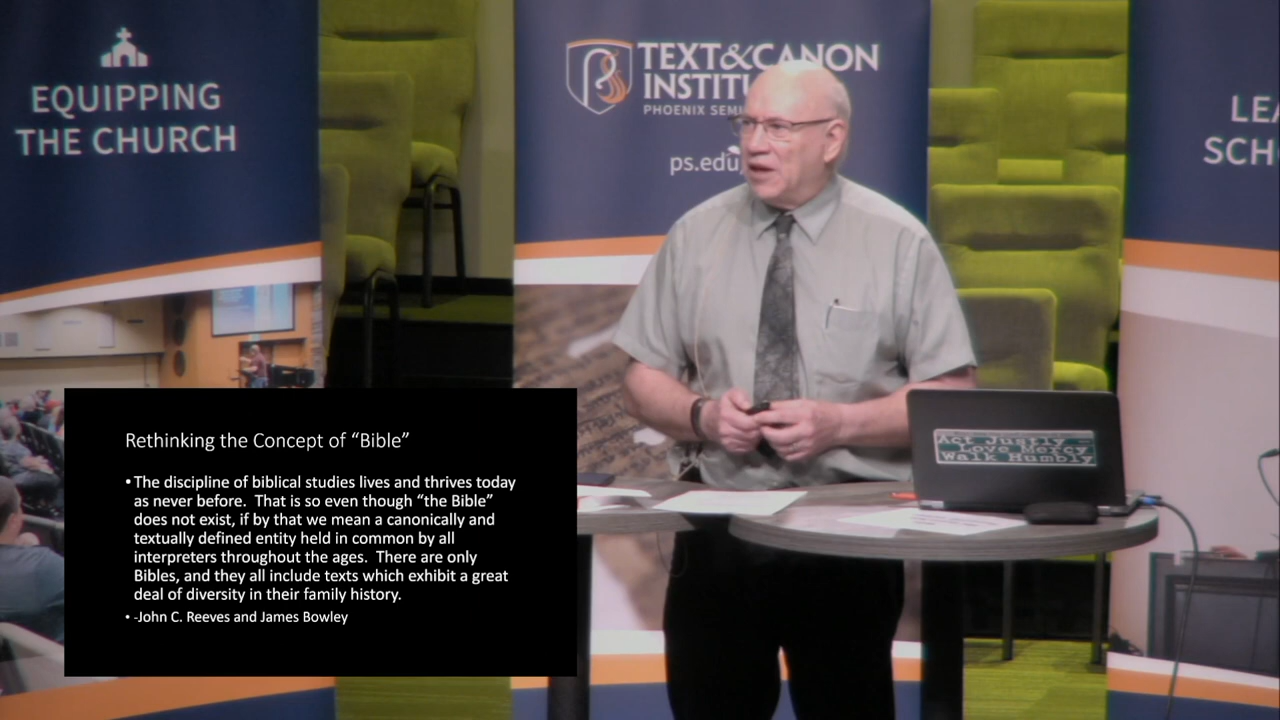 EQUIPPING
THE CHURCH
TEXT&CANON
PHOENIX
ps.edu
Rethinking the Concept of “Bible”
•The discipline of biblical studies lives and thrives today
as never before.  That is so even though “the Bible”
does not exist, if by that we mean a canonically and
textually defined entity held in common by all
interpreters throughout the ages.  There are only
Bibles, and they all include texts which exhibit a great
deal of diversity in their family history.
• -John C. Reeves and James Bowley
Act Justly
Love Mercy
Walk Humbly